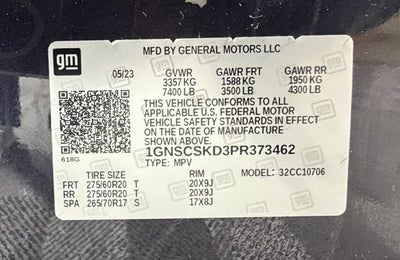 gm
MFD BY GENERAL MOTORS LLC
05/23 GVWR GAWR FRT GAWR RR
3357 KG 1588 KG 1950 KG
7400 LB 3500 LB 4300 LB
THIS VEHICLE CONFORMS TO ALL
APPLICABLE U.S. FEDERAL MOTOR
VEHICLE SAFETY STANDARDS IN EFFECT
ON THE DATE OF MANUFACTURE
SHOWN ABOVE.
618G
1GNSCSKD3PR373462
TYPE: MPV MODEL: 32CC10706
TIRE SIZE SPEED RTG RIM
FRT 275/60R20 T 20X9J
RR 275/60R20 T 20X9J
SPA 265/70R17 S 17X8J